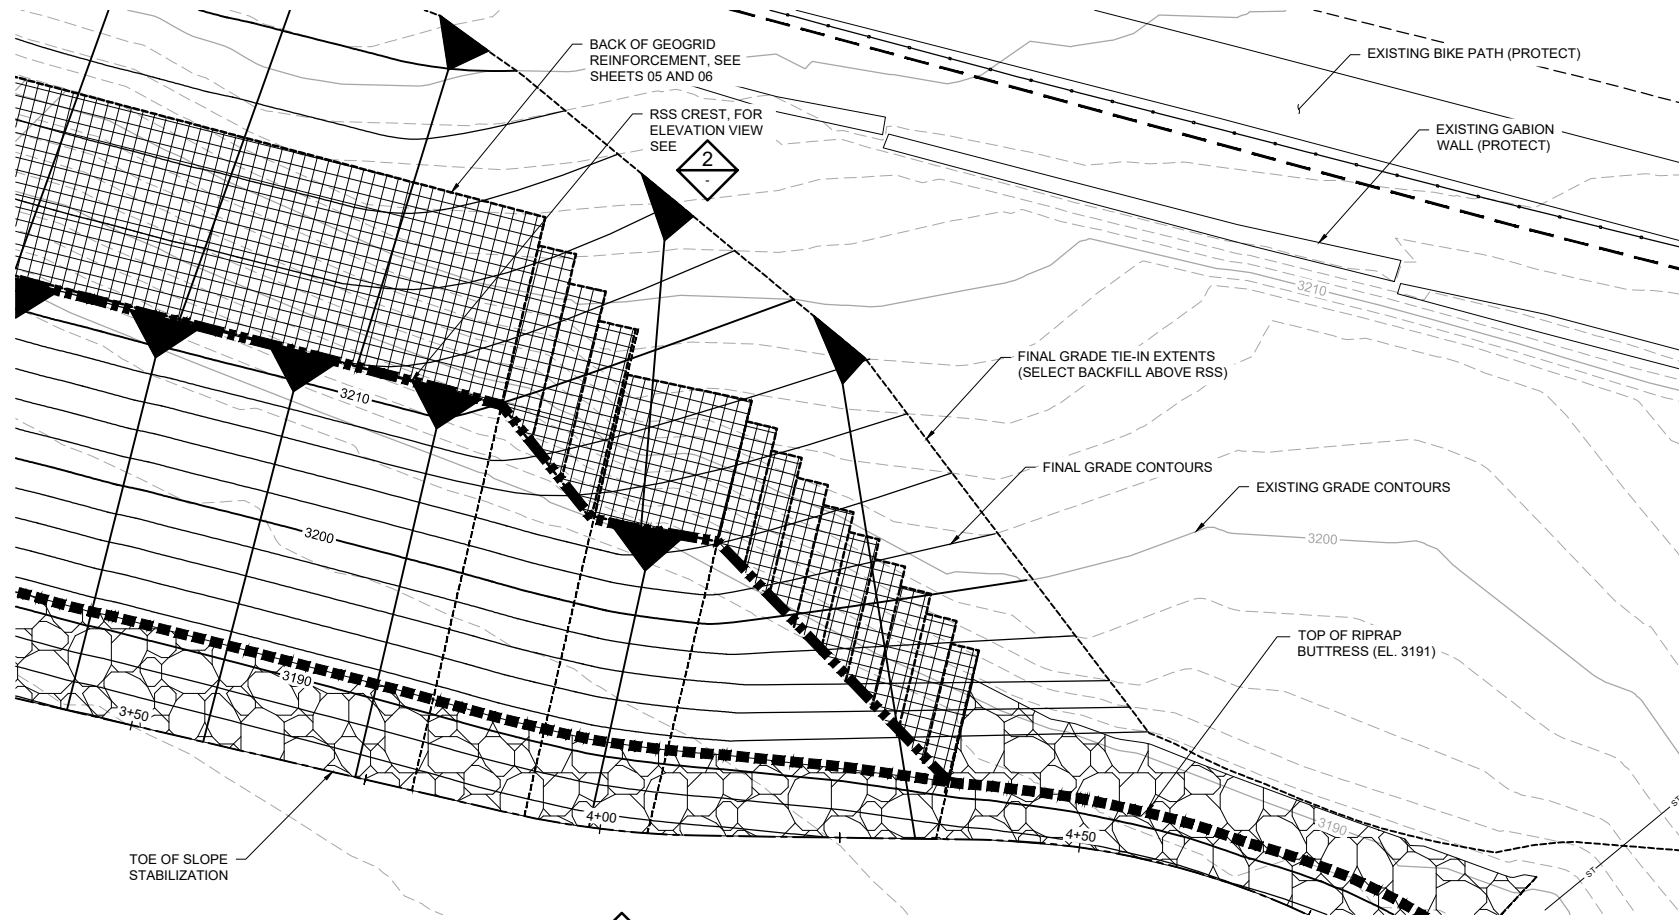 BACK OF GEOGRID
REINFORCEMENT, SEE
SHEETS 05 AND 06
EXISTING BIKE PATH (PROTECT)
RSS CREST, FOR
ELEVATION VIEW
SEE
2
-
EXISTING GABION
WALL (PROTECT)
3210
FINAL GRADE TIE-IN EXTENTS
(SELECT BACKFILL ABOVE RSS)
3210
FINAL GRADE CONTOURS
EXISTING GRADE CONTOURS
3200
3200
TOP OF RIPRAP
BUTTRESS (EL. 3191)
3190
3+50
4+00
4+50
3190
ST
ST
TOE OF SLOPE
STABILIZATION